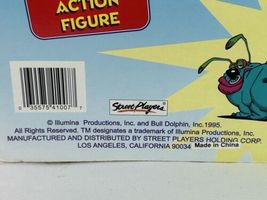 ACTION
FIGURE
0 35575 41007 7
Street Players
© Illumina Productions, Inc. and Bull Dolphin, Inc.1995.
All Rights Reserved. TM designates a trademark of Illumina Productions, Inc.
MANUFACTURED AND DISTRIBUTED BY STREET PLAYERS HOLDING CORP.
LOS ANGELES, CALIFORNIA 90034 Made in China